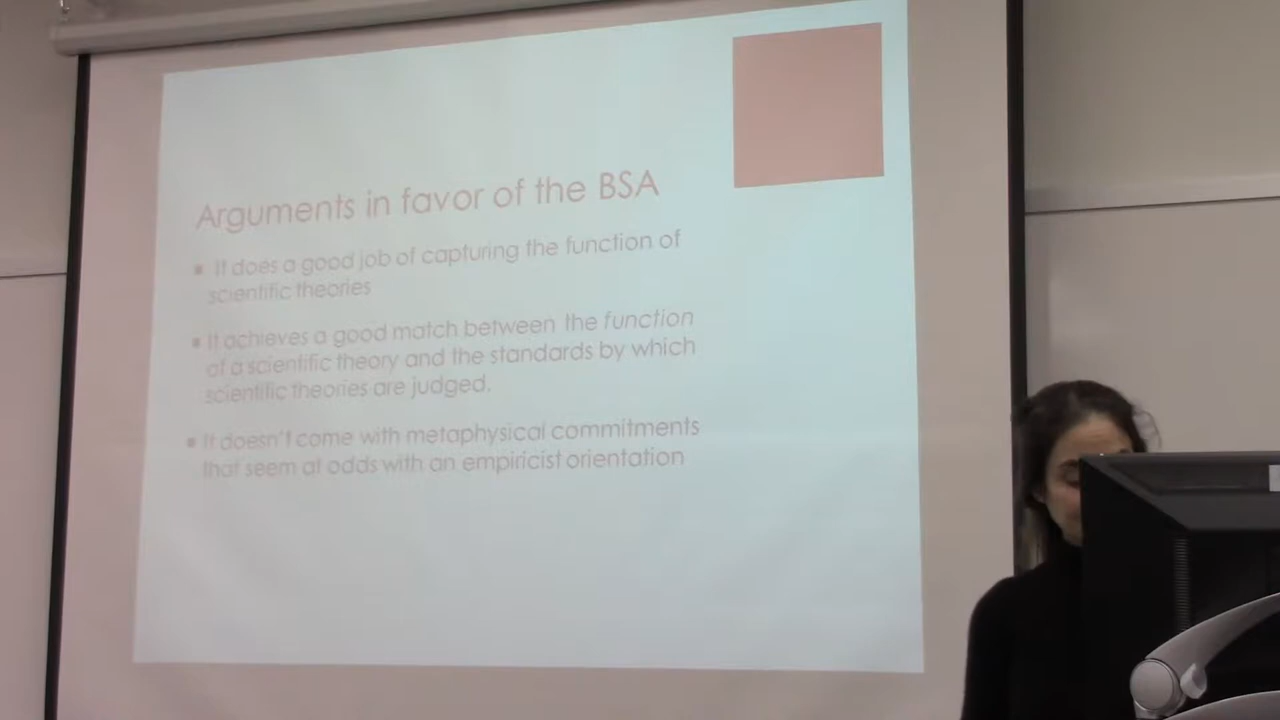 Arguments in favor of the BSA
It does a good job of capturing the function of
scientific theories
It achieves a good match between the function
of a scientific theory and the standards by which
scientific theories are judged.
It doesn't come with metaphysical commitments
that seem at odds with an empiricist orientation